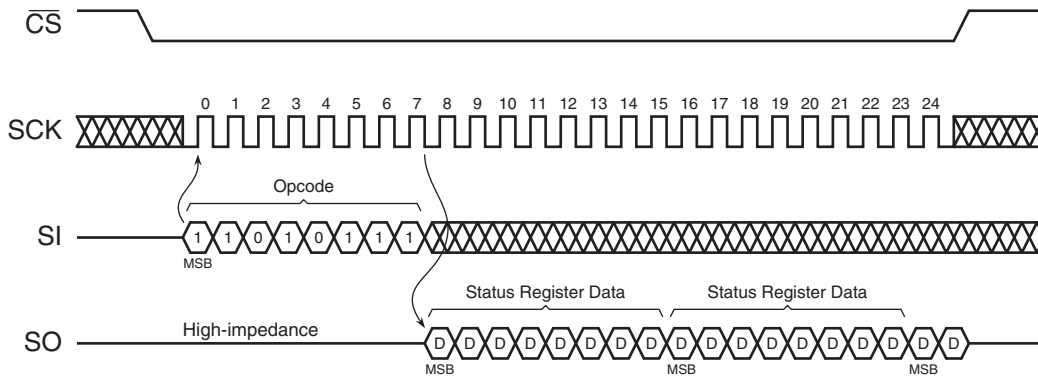 CS
0 1 2 3 4 5 6 7 8 9 10 11 12 13 14 15 16 17 18 19 20 21 22 23 24
SCK
Opcode
SI 1 1 0 1 0 1 1 1
MSB
Status Register Data Status Register Data
High-impedance
SO D D D D D D D D D D D D D D D D D D
MSB MSB MSB